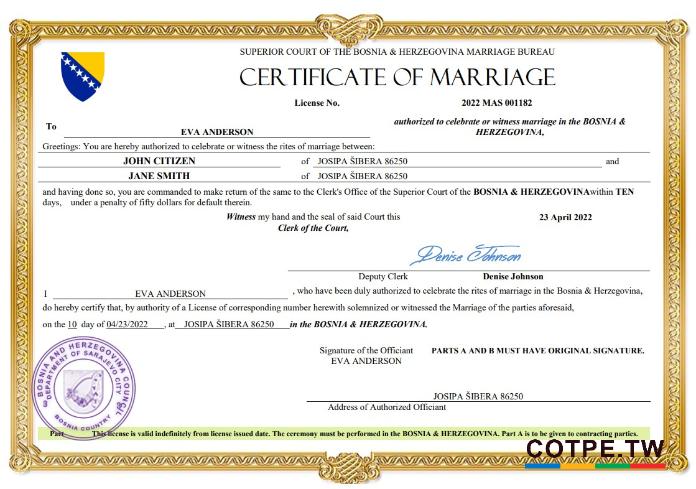 SUPERIOR COURT OF THE BOSNIA & HERZEGOVINA MARRIAGE BUREAU
CERTIFICATE OF MARRIAGE
License No. 2022 MAS 001182
To EVA ANDERSON authorized to celebrate or witness marriage in the BOSNIA &
HERZEGOVINA,
Greetings: You are hereby authorized to celebrate or witness the rites of marriage between:
JOHN CITIZEN of JOSIPA ŠIBERA 86250 and
JANE SMITH of JOSIPA ŠIBERA 86250
and having done so, you are commanded to make return of the same to the Clerk's Office of the Superior Court of the BOSNIA & HERZEGOVINAwithin TEN
days, under a penalty of fifty dollars for default therein.
Witness my hand and the seal of said Court this 23 April 2022
Clerk of the Court,
Denise Johnson
Deputy Clerk Denise Johnson
I EVA ANDERSON , who have been duly authorized to celebrate the rites of marriage in the Bosnia & Herzegovina,
do hereby certify that, by authority of a License of corresponding number herewith solemnized or witnessed the Marriage of the parties aforesaid,
on the 10 day of 04/23/2022 , at JOSIPA ŠIBERA 86250 in the BOSNIA & HERZEGOVINA.
Signature of the Officiant PARTS A AND B MUST HAVE ORIGINAL SIGNATURE.
EVA ANDERSON
BOSNIA AND HERZEGOVINA COUNCIL
DEPARTMENT OF SARAJEVO CITY
BOSNIA COUNTRY
JOSIPA ŠIBERA 86250
Address of Authorized Officiant
Part This license is valid indefinitely from license issued date. The ceremony must be performed in the BOSNIA & HERZEGOVINA. Part A is to be given to contracting parties.
COTPE.TW